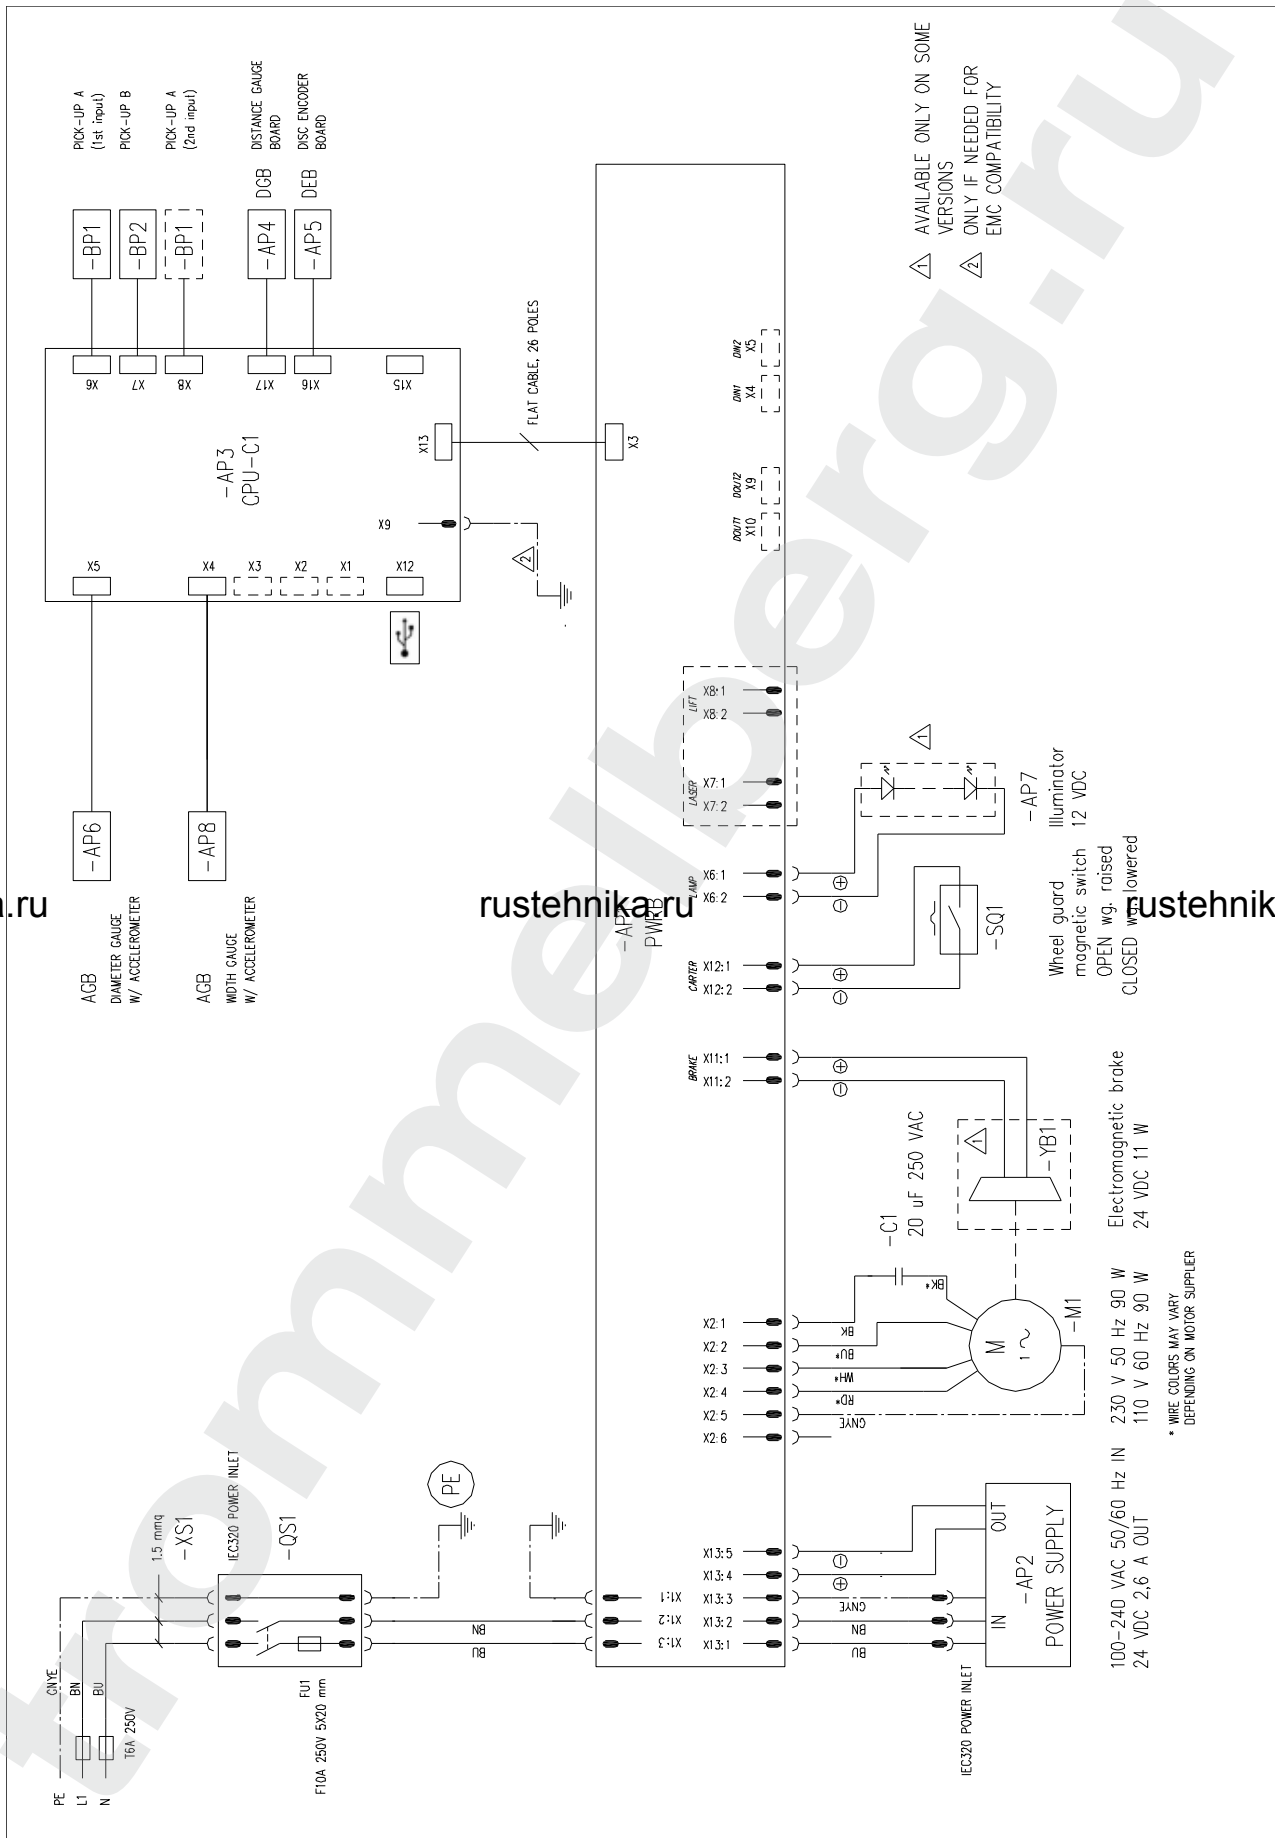 PICK-UP A
(1st input)
PICK-UP B
PICK-UP A
(2nd input)
DISTANCE GAUGE
BOARD
DISC ENCODER
BOARD
DGB
DEB
-BP1
-BP2
-BP1
-AP4
-AP5
X6
X7
X8
X17
X16
X15
-AP3
CPU-C1
X13
X9
X5
X4
X3
X2
X1
X12
FLAT CABLE, 26 POLES
2
X3
1 AVAILABLE ONLY ON SOME
VERSIONS
2 ONLY IF NEEDED FOR
EMC COMPATIBILITY
-AP6
-AP8
AGB
DIAMETER GAUGE
W/ ACCELEROMETER
AGB
WIDTH GAUGE
W/ ACCELEROMETER
PWRB
DIN2
X5
DIN1
X4
DOUT2
X9
DOUT1
X10
LIFT
X8:1
X8:2
LASER
X7:1
X7:2
LAMP
X6:1
X6:2
CARTER
X12:1
X12:2
BRAKE
X11:1
X11:2
1
-AP7
Illuminator
12 VDC
-SQ1
Wheel guard
magnetic switch
OPEN wg. raised
CLOSED wg. lowered
1
-YB1
Electromagnetic brake
24 VDC 11 W
-C1
20 uF 250 VAC
BK*
X2:1
X2:2
X2:3
X2:4
X2:5
X2:6
BK
BU*
WH*
RD*
GNYE
M
1~
-M1
230 V 50 Hz 90 W
110 V 60 Hz 90 W
* WIRE COLORS MAY VARY
DEPENDING ON MOTOR SUPPLIER
X13:5
X13:4
X13:3
X13:2
X13:1
GNYE
BN
BU
IEC320 POWER INLET
OUT
IN
-AP2
POWER SUPPLY
100-240 VAC 50/60 Hz IN
24 VDC 2,6 A OUT
X1:1
X1:2
X1:3
BN
BU
PE
IEC320 POWER INLET
-XS1
-QS1
1.5 mmq
FU1
F10A 250V 5X20 mm
GNYE
BN
BU
T6A 250V
PE
L1
N
trommelberg.ru
a.ru
rustehnika.ru
rustehnik